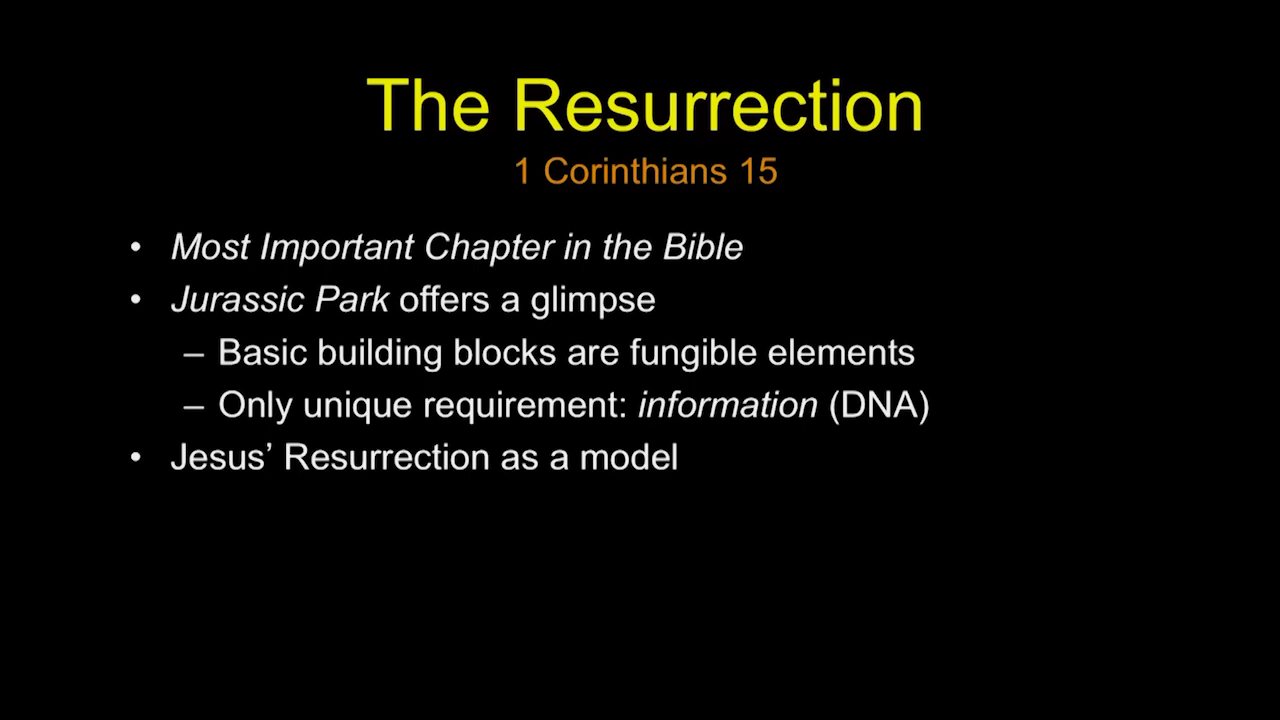 The Resurrection
1 Corinthians 15
• Most Important Chapter in the Bible
• Jurassic Park offers a glimpse
– Basic building blocks are fungible elements
– Only unique requirement: information (DNA)
• Jesus’ Resurrection as a model